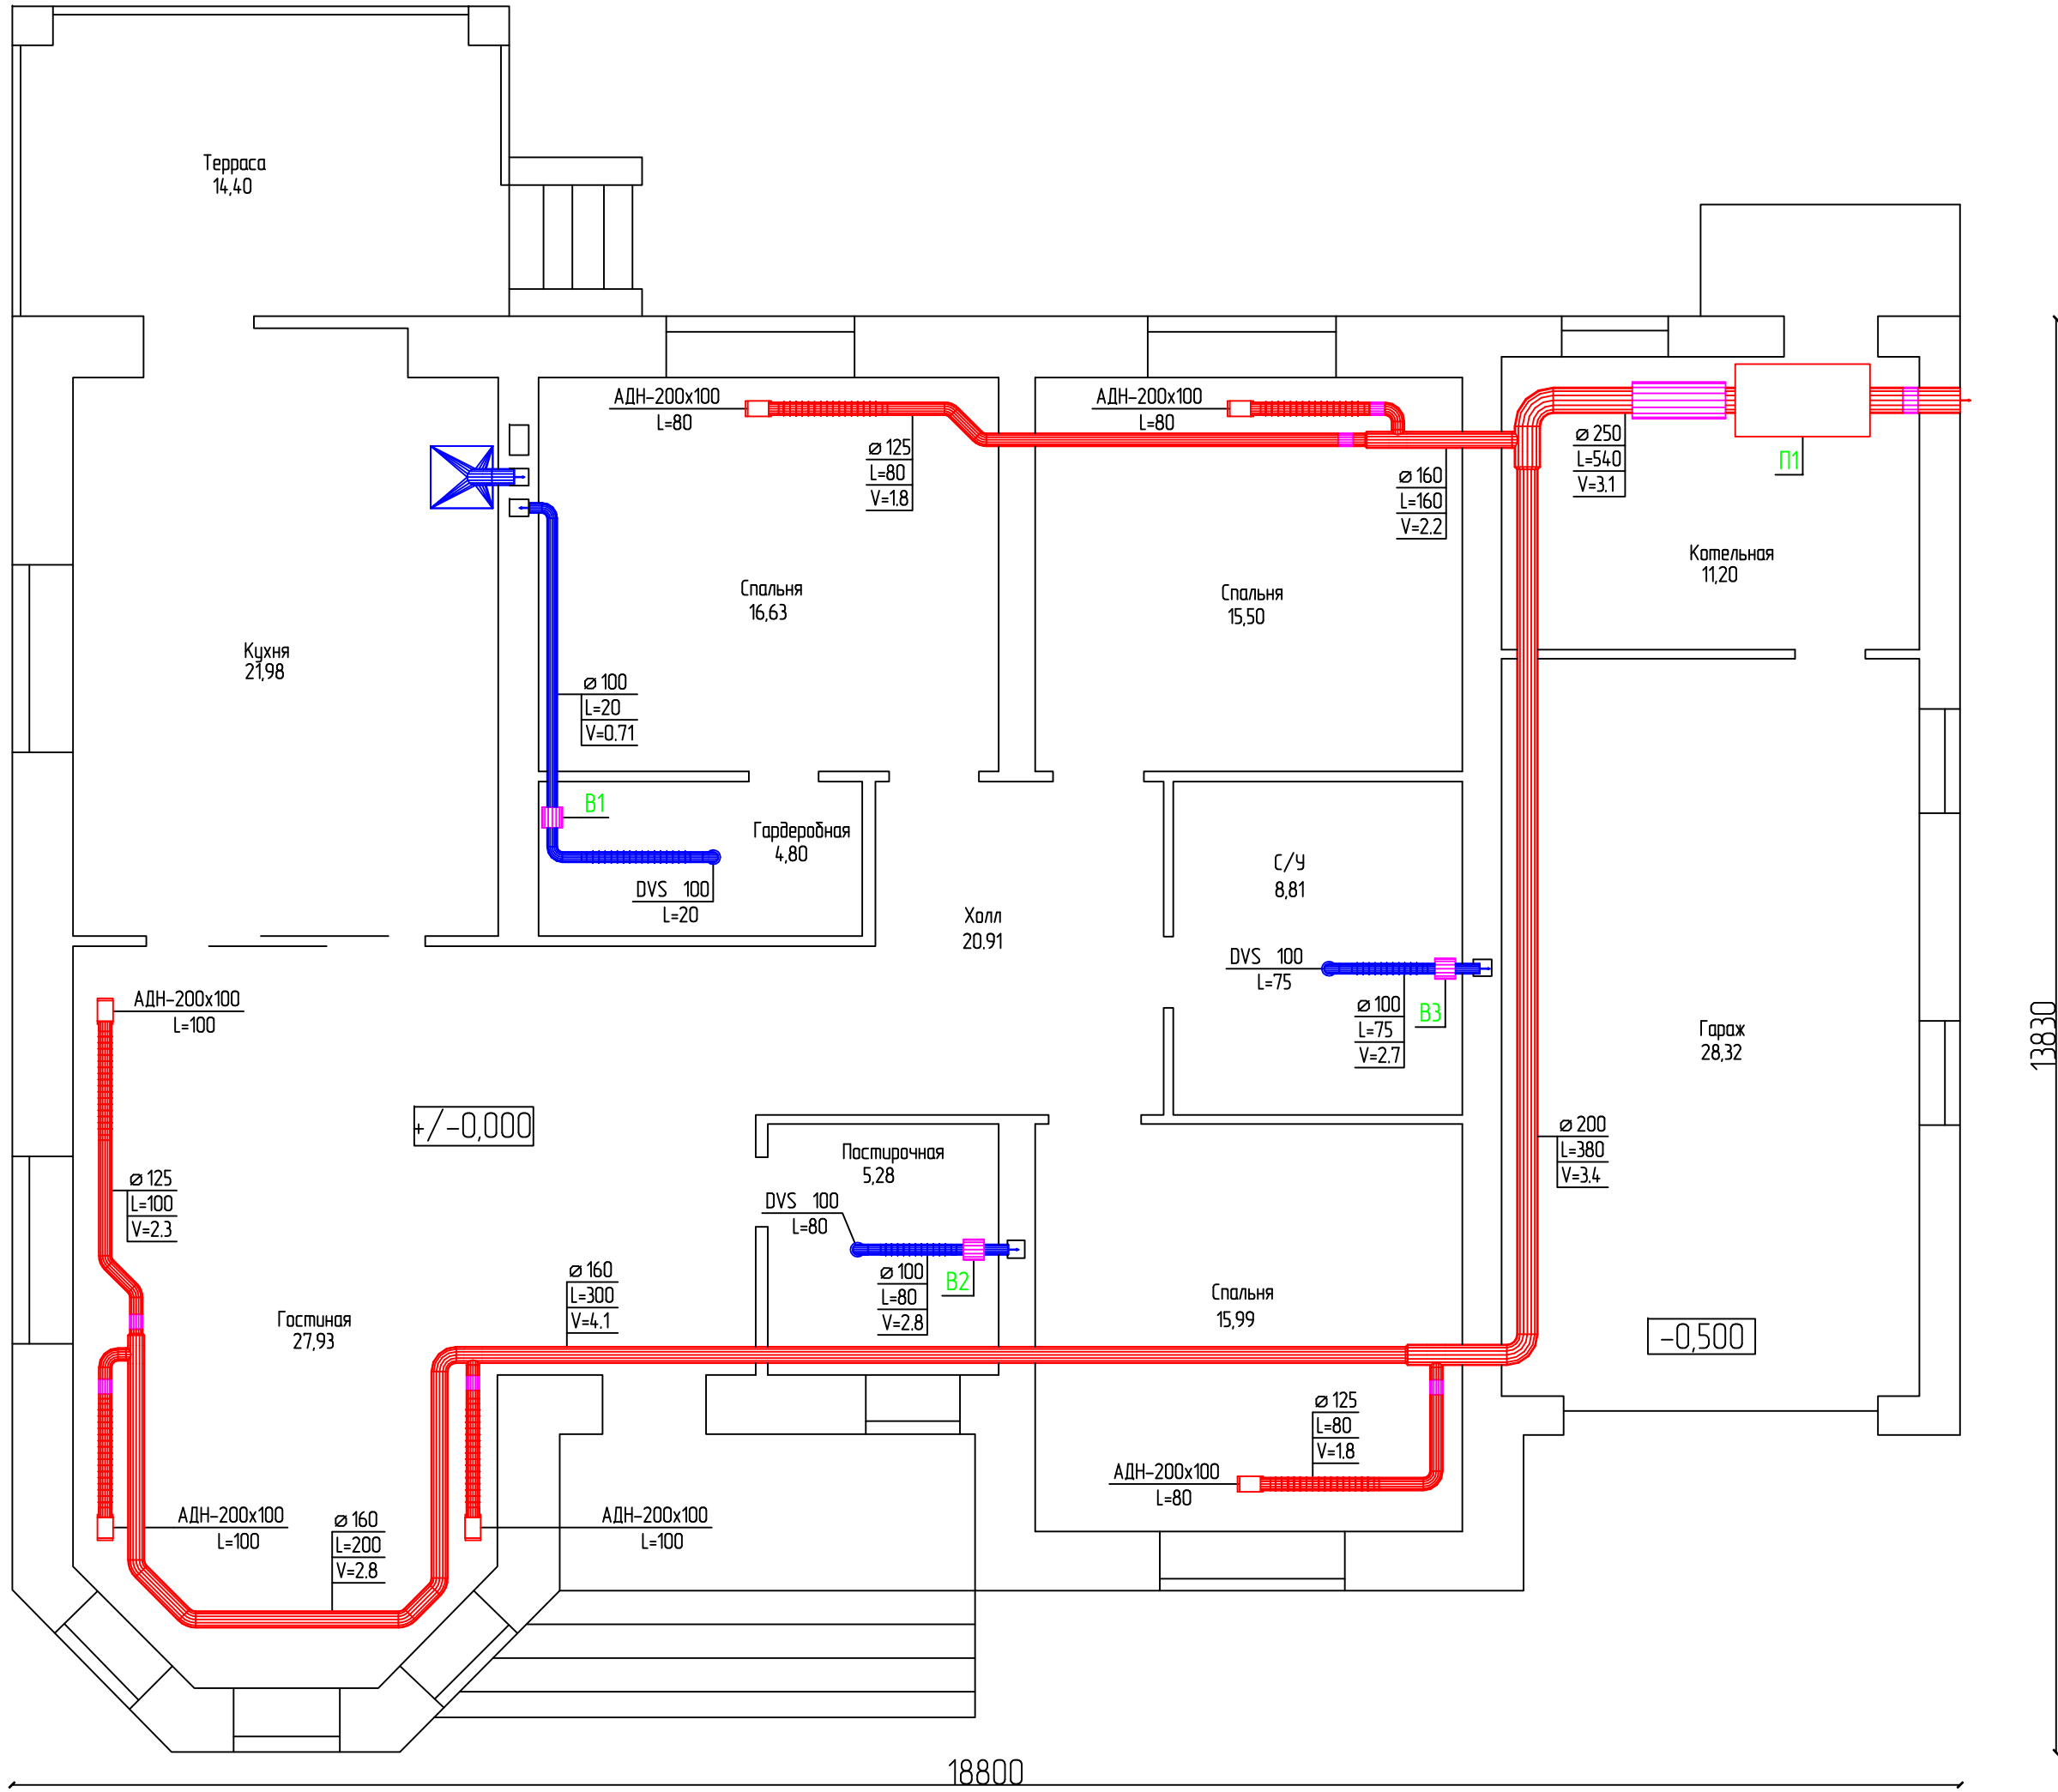 Терраса
14,40
АДН-200х100
L=80
АДН-200х100
L=80
⌀ 125
L=80
V=1.8
⌀ 160
L=160
V=2.2
⌀ 250
L=540
V=3.1
П1
Котельная
11,20
Спальня
16,63
Спальня
15,50
Кухня
21,98
⌀ 100
L=20
V=0.71
В1
Гардеробная
4,80
DVS 100
L=20
Холл
20.91
С/У
8,81
DVS 100
L=75
⌀ 100
L=75
V=2.7
В3
Гараж
28,32
13830
АДН-200х100
L=100
+/-0,000
⌀ 125
L=100
V=2.3
Постирочная
5,28
DVS 100
L=80
⌀ 100
L=80
V=2.8
В2
⌀ 200
L=380
V=3.4
⌀ 160
L=300
V=4.1
Гостиная
27,93
Спальня
15,99
-0,500
⌀ 125
L=80
V=1.8
АДН-200х100
L=80
АДН-200х100
L=100
⌀ 160
L=200
V=2.8
АДН-200х100
L=100
18800